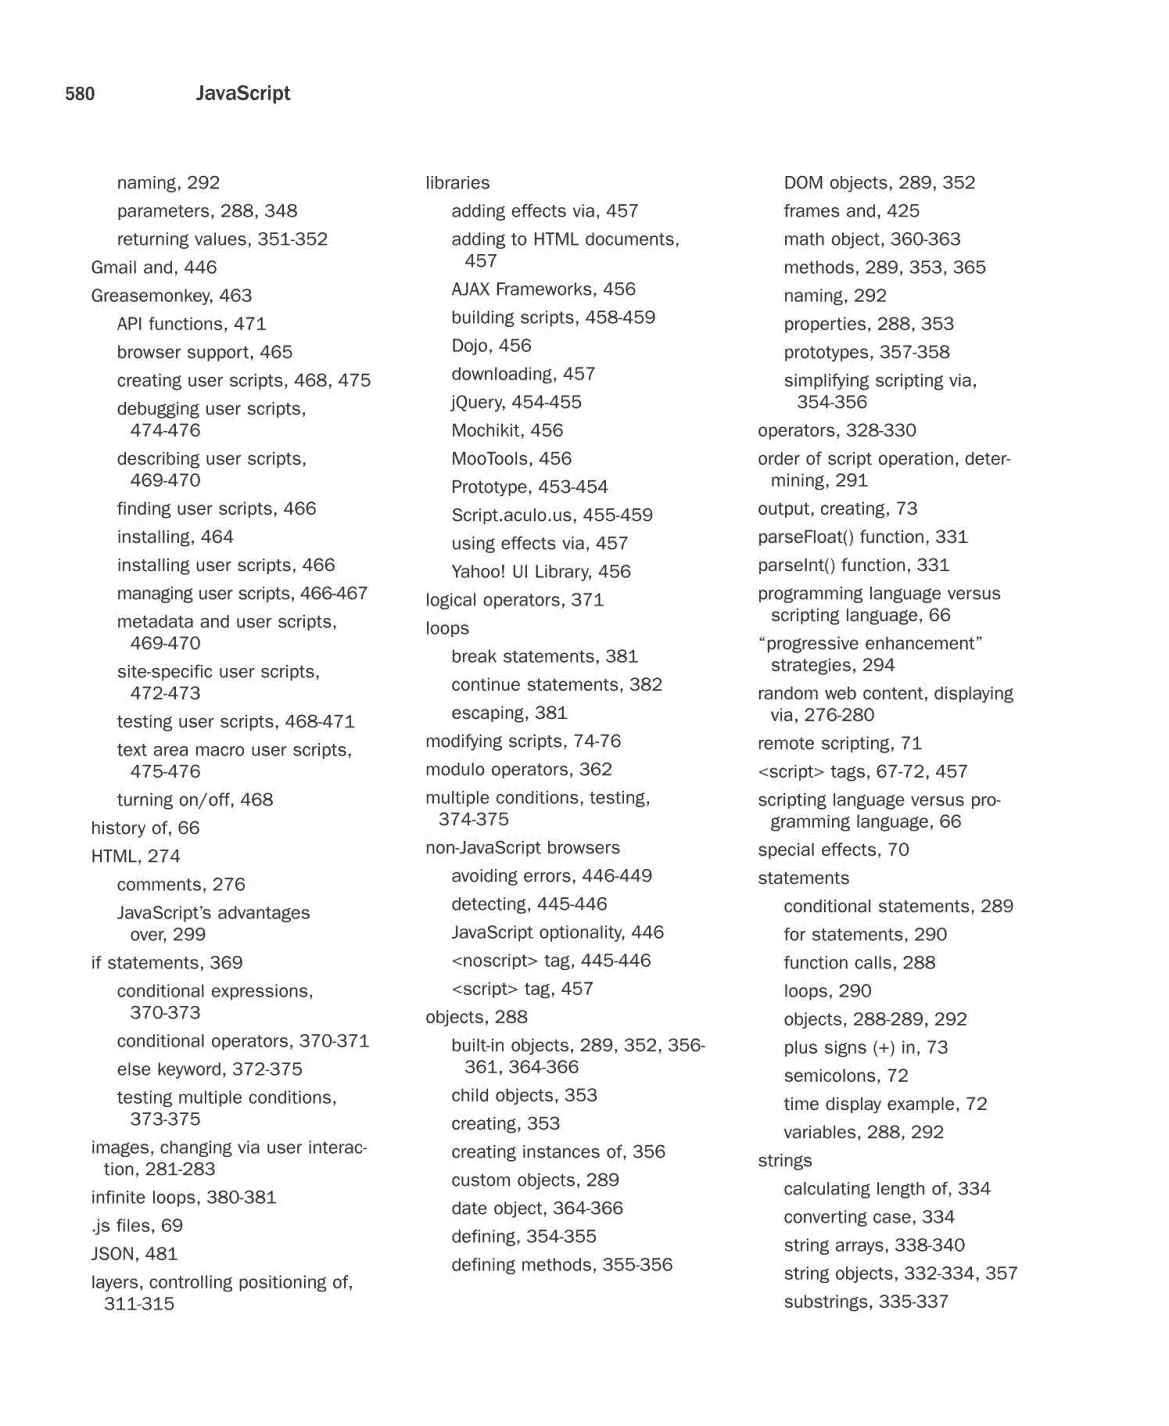 580 JavaScript
naming, 292
parameters, 288, 348
returning values, 351-352
Gmail and, 446
Greasemonkey, 463
API functions, 471
browser support, 465
creating user scripts, 468, 475
debugging user scripts,
474-476
describing user scripts,
469-470
finding user scripts, 466
installing, 464
installing user scripts, 466
managing user scripts, 466-467
metadata and user scripts,
469-470
site-specific user scripts,
472-473
testing user scripts, 468-471
text area macro user scripts,
475-476
turning on/off, 468
history of, 66
HTML, 274
comments, 276
JavaScript’s advantages
over, 299
if statements, 369
conditional expressions,
370-373
conditional operators, 370-371
else keyword, 372-375
testing multiple conditions,
373-375
images, changing via user interac-
tion, 281-283
infinite loops, 380-381
.js files, 69
JSON, 481
layers, controlling positioning of,
311-315
libraries
adding effects via, 457
adding to HTML documents,
457
AJAX Frameworks, 456
building scripts, 458-459
Dojo, 456
downloading, 457
jQuery, 454-455
Mochikit, 456
MooTools, 456
Prototype, 453-454
Script.aculo.us, 455-459
using effects via, 457
Yahoo! UI Library, 456
logical operators, 371
loops
break statements, 381
continue statements, 382
escaping, 381
modifying scripts, 74-76
modulo operators, 362
multiple conditions, testing,
374-375
non-JavaScript browsers
avoiding errors, 446-449
detecting, 445-446
JavaScript optionality, 446
<noscript> tag, 445-446
<script> tag, 457
objects, 288
built-in objects, 289, 352, 356-
361, 364-366
child objects, 353
creating, 353
creating instances of, 356
custom objects, 289
date object, 364-366
defining, 354-355
defining methods, 355-356
DOM objects, 289, 352
frames and, 425
math object, 360-363
methods, 289, 353, 365
naming, 292
properties, 288, 353
prototypes, 357-358
simplifying scripting via,
354-356
operators, 328-330
order of script operation, deter-
mining, 291
output, creating, 73
parseFloat() function, 331
parseInt() function, 331
programming language versus
scripting language, 66
“progressive enhancement”
strategies, 294
random web content, displaying
via, 276-280
remote scripting, 71
<script> tags, 67-72, 457
scripting language versus pro-
gramming language, 66
special effects, 70
statements
conditional statements, 289
for statements, 290
function calls, 288
loops, 290
objects, 288-289, 292
plus signs (+) in, 73
semicolons, 72
time display example, 72
variables, 288, 292
strings
calculating length of, 334
converting case, 334
string arrays, 338-340
string objects, 332-334, 357
substrings, 335-337